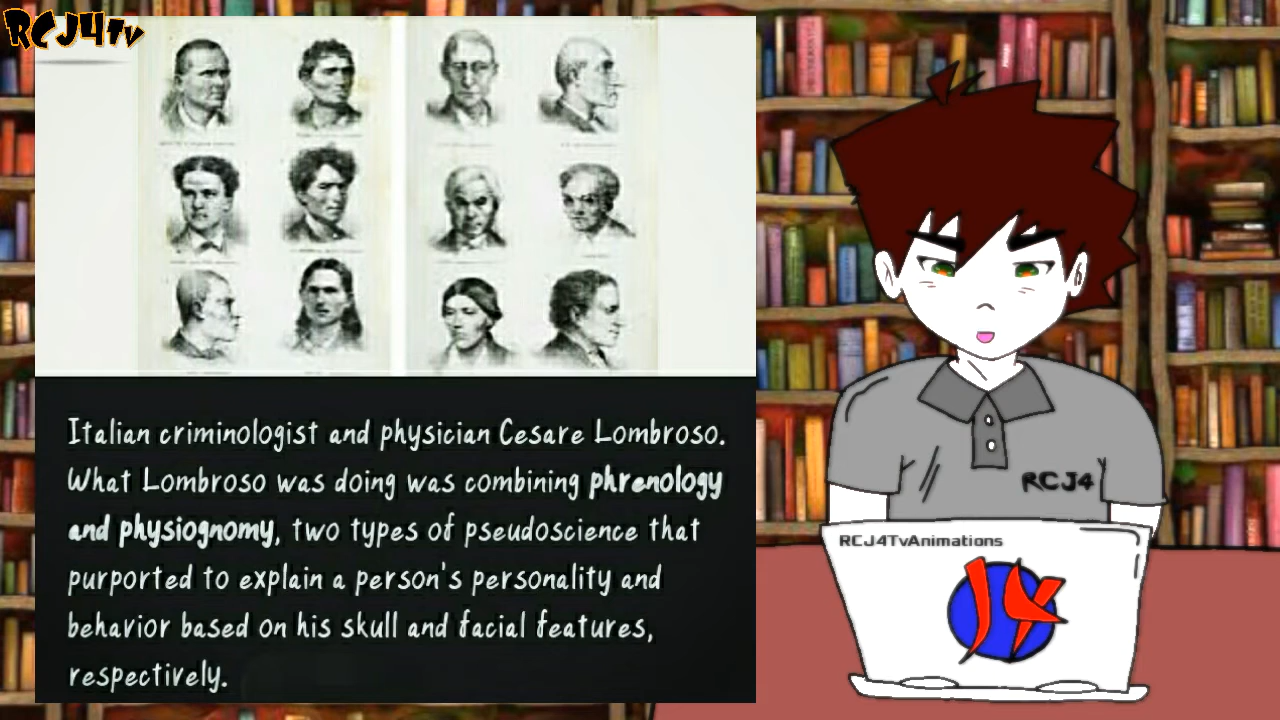 RCJ4TV
Italian criminologist and physician Cesare Lombroso.
What Lombroso was doing was combining phrenology
and physiognomy, two types of pseudoscience that
purported to explain a person's personality and
behavior based on his skull and facial features,
respectively.
RCJ4
RCJ4TvAnimations
J4